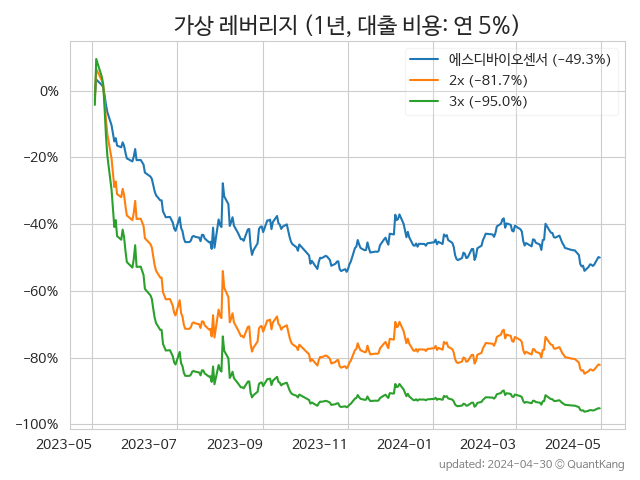 가상 레버리지 (1년, 대출 비용: 연 5%)
에스디바이오센서 (-49.3%)
2x (-81.7%)
3x (-95.0%)
0%
-20%
-40%
-60%
-80%
-100%
2023-05 2023-07 2023-09 2023-11 2024-01 2024-03 2024-05
updated: 2024-04-30 © QuantKang